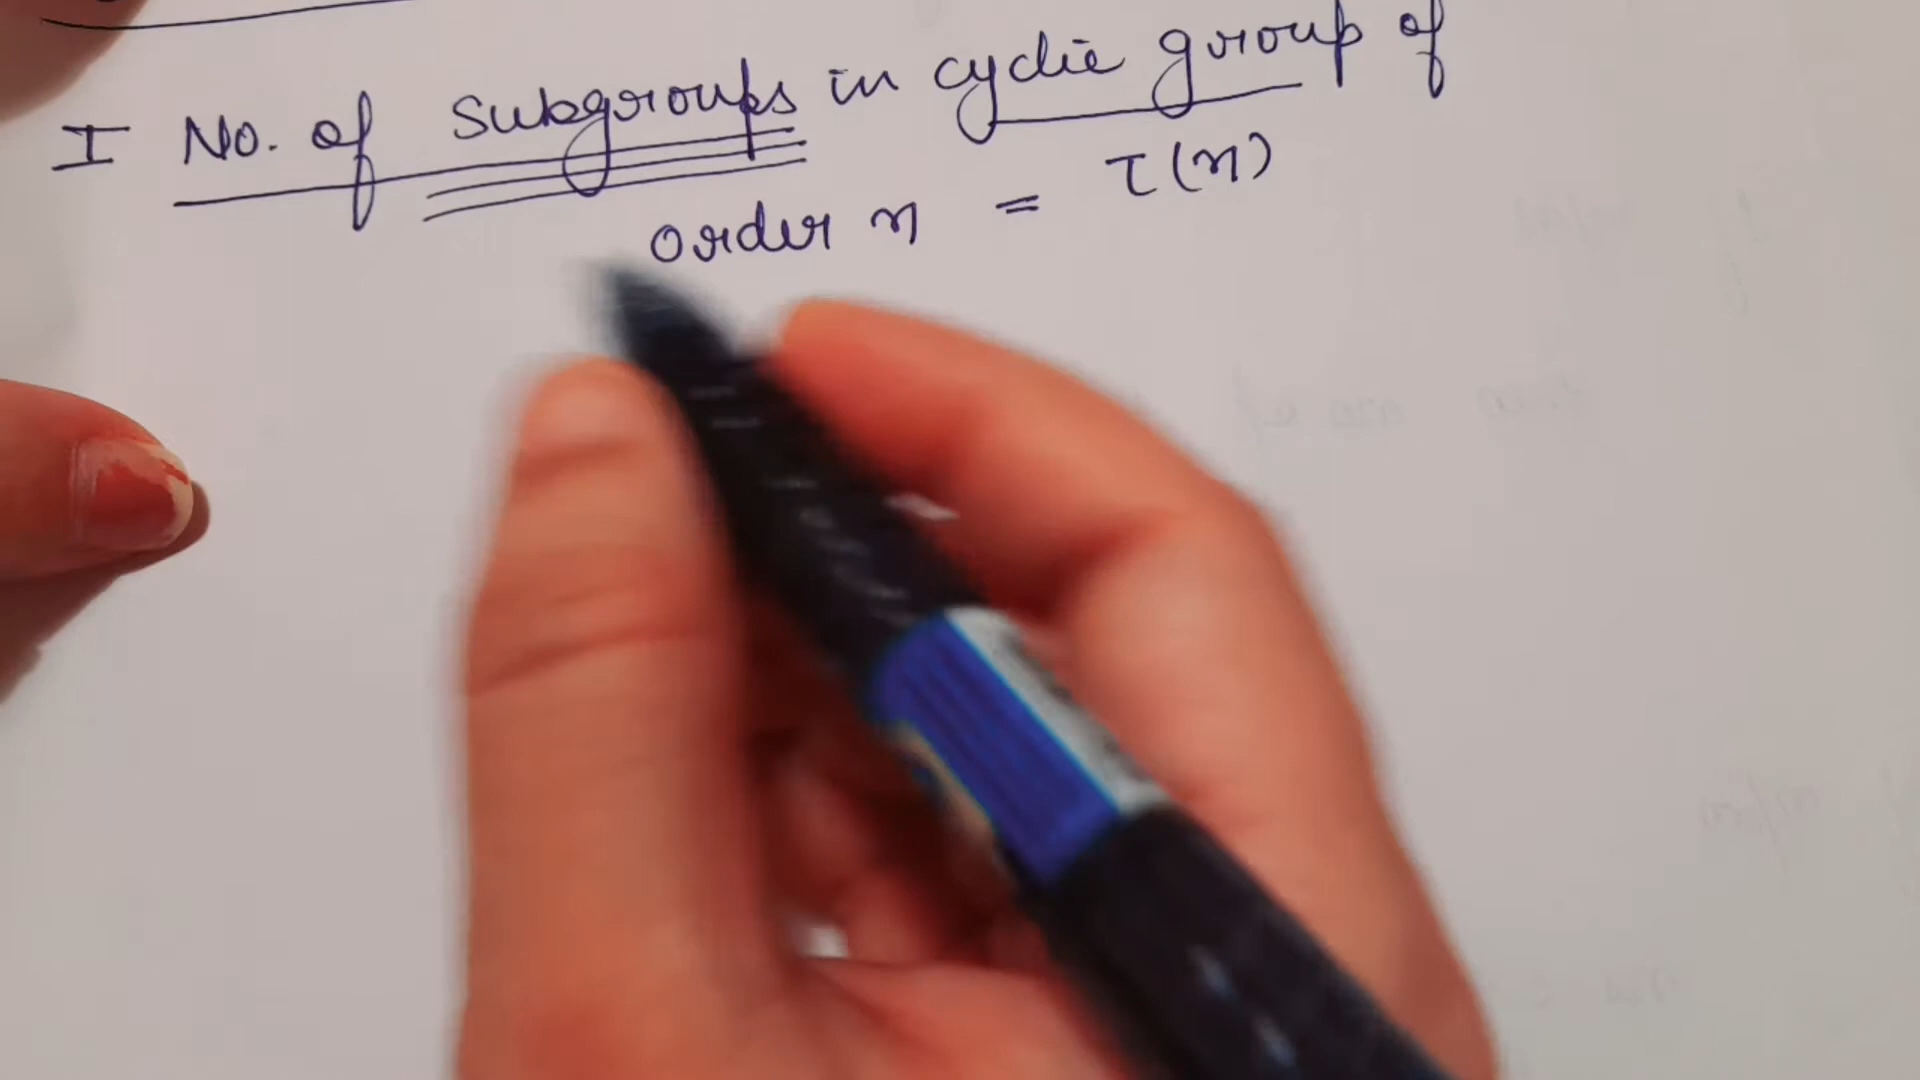 I No. of subgroups in cyclic group of
order n = τ(n)